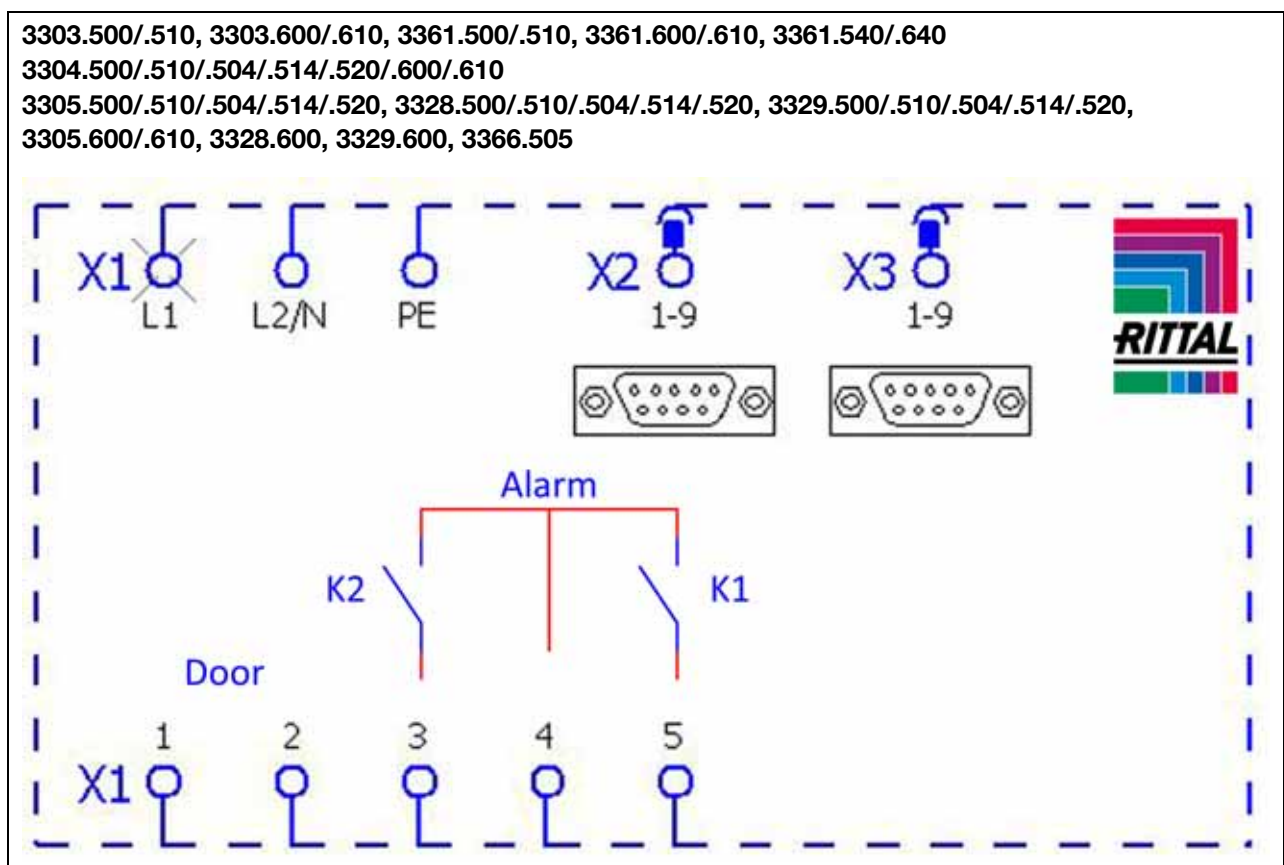 3303.500/.510, 3303.600/.610, 3361.500/.510, 3361.600/.610, 3361.540/.640
3304.500/.510/.504/.514/.520/.600/.610
3305.500/.510/.504/.514/.520, 3328.500/.510/.504/.514/.520, 3329.500/.510/.504/.514/.520,
3305.600/.610, 3328.600, 3329.600, 3366.505
X1 X2 X3
L1 L2/N PE 1-9 1-9
RITTAL
Alarm
K2 K1
Door
1 2 3 4 5
X1